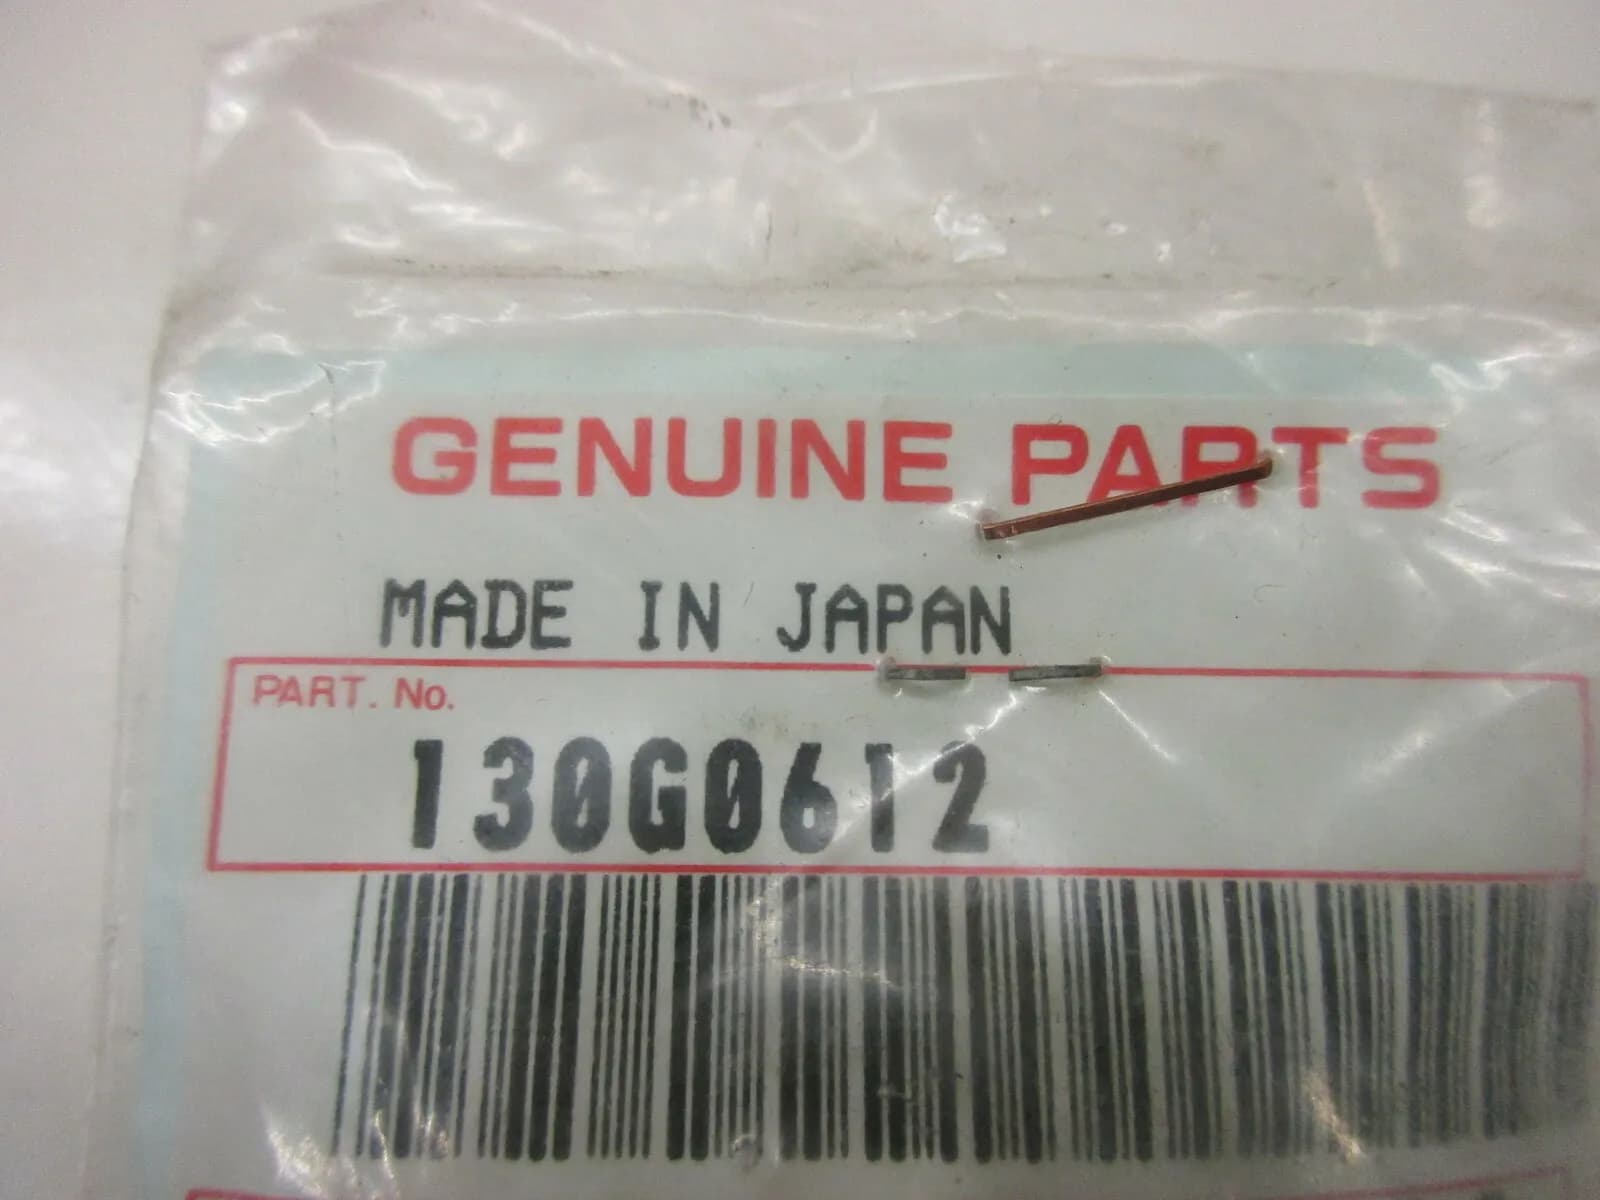 GENUINE PARTS
MADE IN JAPAN
PART. No.
130G0612